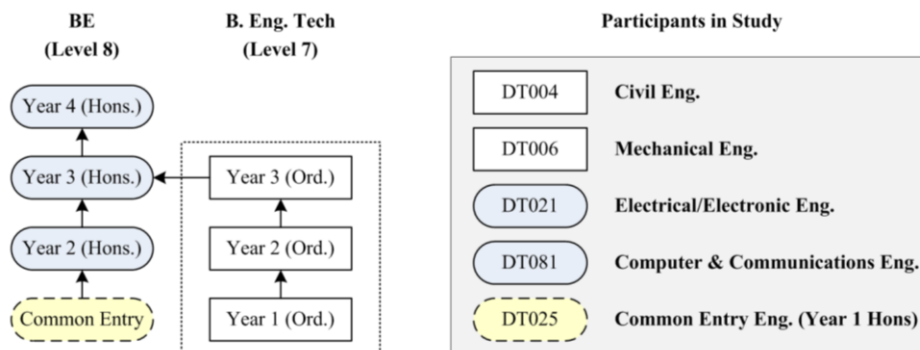 BE
(Level 8)
B. Eng. Tech
(Level 7)
Year 4 (Hons.)
Year 3 (Hons.)
Year 3 (Ord.)
Year 2 (Hons.)
Year 2 (Ord.)
Common Entry
Year 1 (Ord.)
Participants in Study
DT004 Civil Eng.
DT006 Mechanical Eng.
DT021 Electrical/Electronic Eng.
DT081 Computer & Communications Eng.
DT025 Common Entry Eng. (Year 1 Hons)